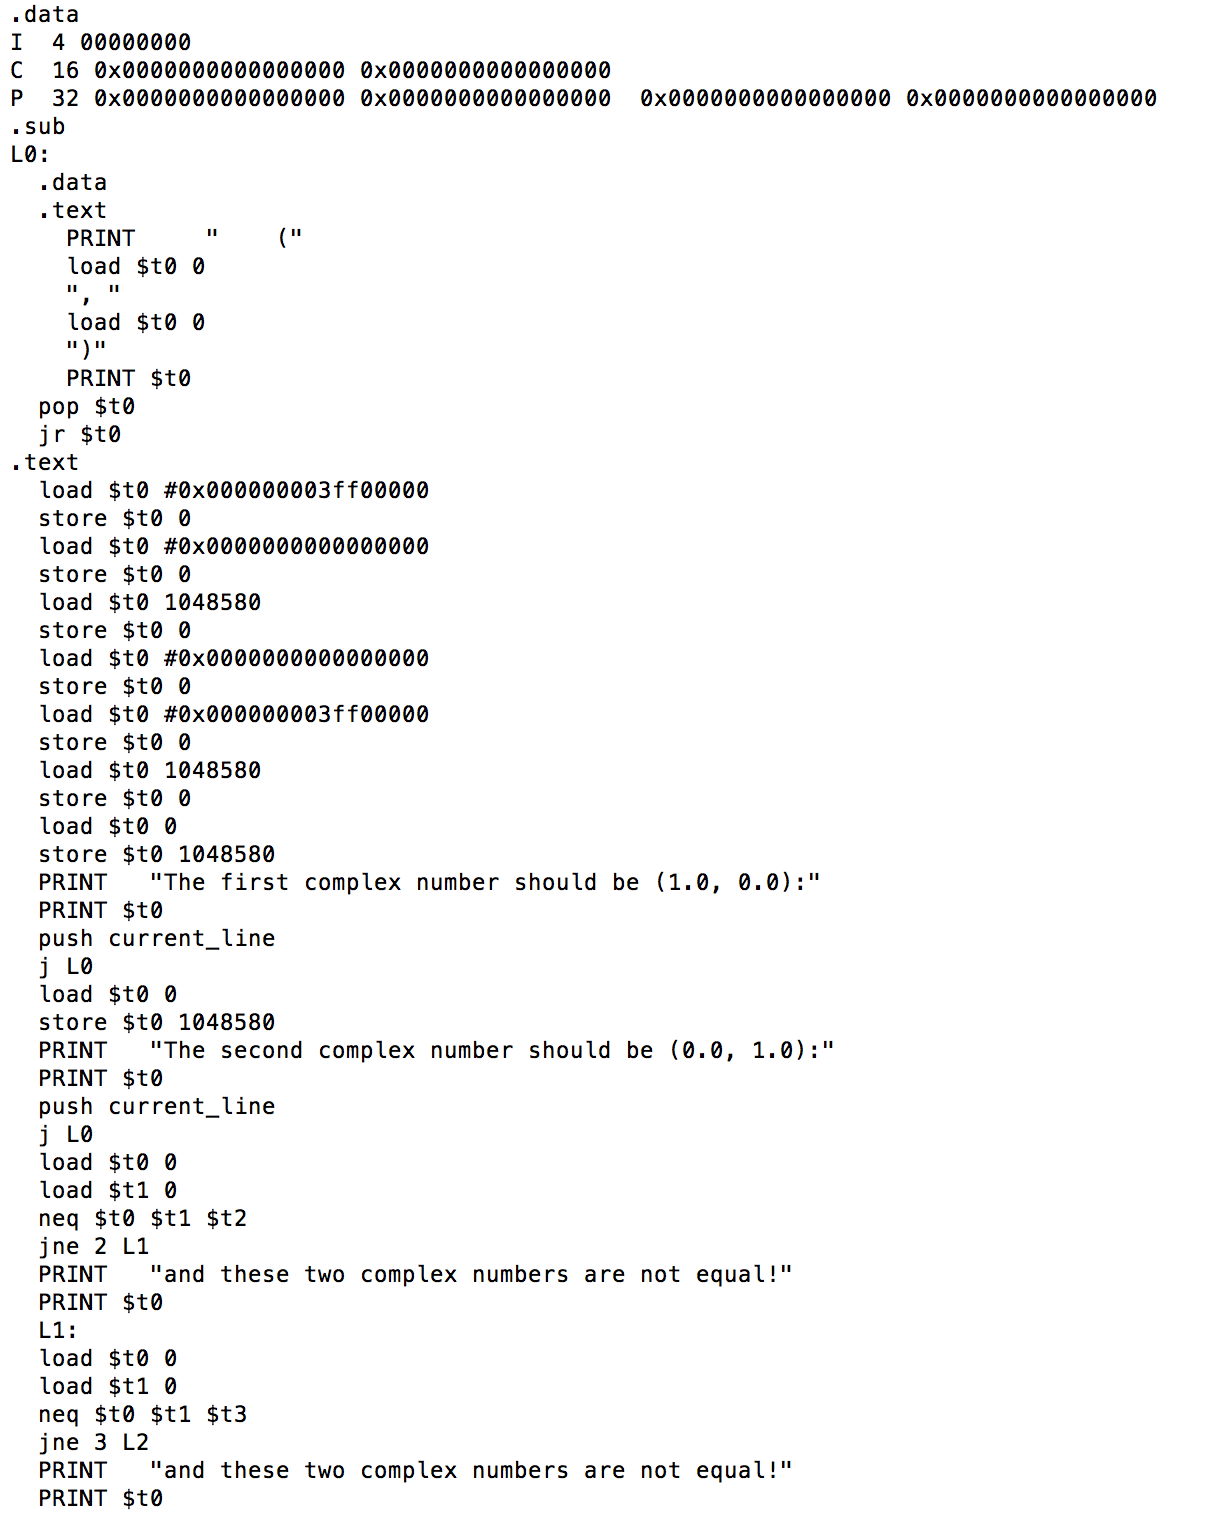 .data
I  4 00000000
C  16 0x0000000000000000 0x0000000000000000
P  32 0x0000000000000000 0x0000000000000000  0x0000000000000000 0x0000000000000000
.sub
L0:
  .data
  .text
    PRINT     "    ("
    load $t0 0
    ", "
    load $t0 0
    ")"
    PRINT $t0
  pop $t0
  jr $t0
.text
  load $t0 #0x000000003ff00000
  store $t0 0
  load $t0 #0x0000000000000000
  store $t0 0
  load $t0 1048580
  store $t0 0
  load $t0 #0x0000000000000000
  store $t0 0
  load $t0 #0x000000003ff00000
  store $t0 0
  load $t0 1048580
  store $t0 0
  load $t0 0
  store $t0 1048580
  PRINT   "The first complex number should be (1.0, 0.0):"
  PRINT $t0
  push current_line
  j L0
  load $t0 0
  store $t0 1048580
  PRINT   "The second complex number should be (0.0, 1.0):"
  PRINT $t0
  push current_line
  j L0
  load $t0 0
  load $t1 0
  neq $t0 $t1 $t2
  jne 2 L1
  PRINT   "and these two complex numbers are not equal!"
  PRINT $t0
  L1:
  load $t0 0
  load $t1 0
  neq $t0 $t1 $t3
  jne 3 L2
  PRINT   "and these two complex numbers are not equal!"
  PRINT $t0